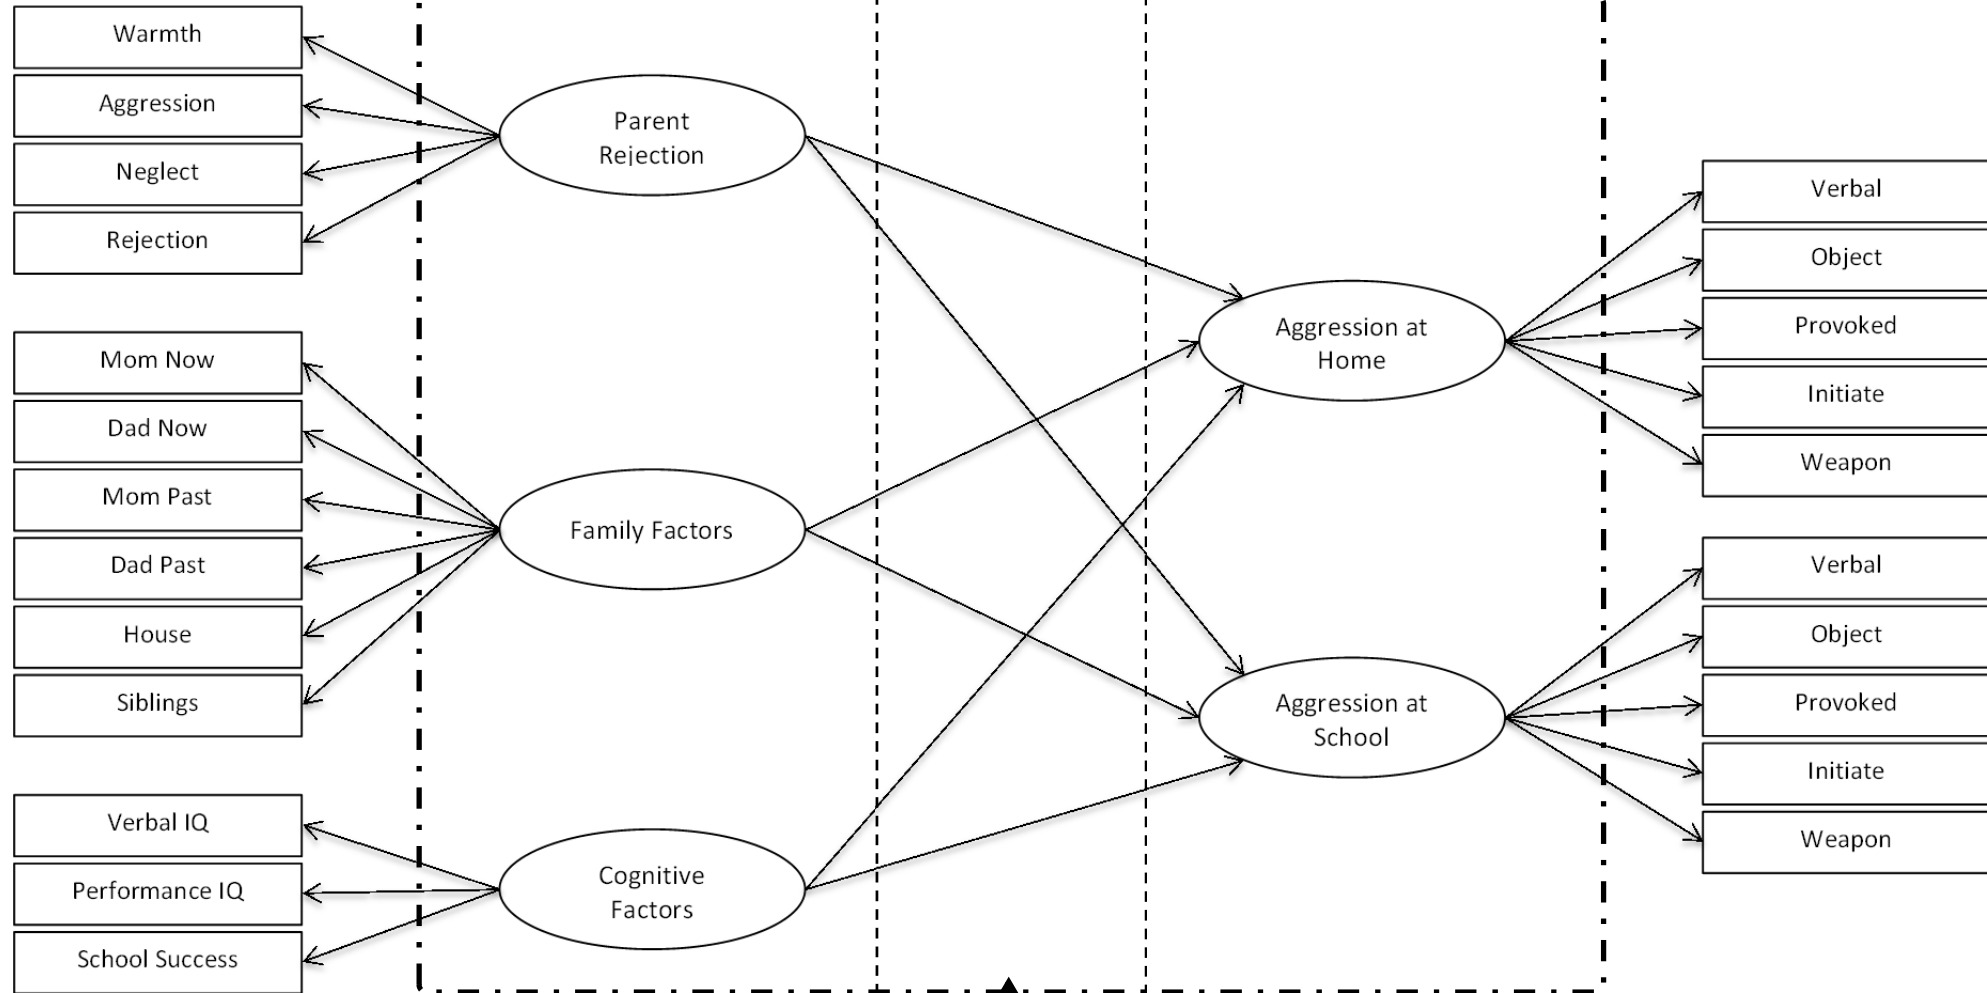 Warmth
Aggression
Neglect
Rejection
Mom Now
Dad Now
Mom Past
Dad Past
House
Siblings
Verbal IQ
Performance IQ
School Success
Parent
Rejection
Family Factors
Cognitive
Factors
Aggression at
Home
Aggression at
School
Verbal
Object
Provoked
Initiate
Weapon
Verbal
Object
Provoked
Initiate
Weapon